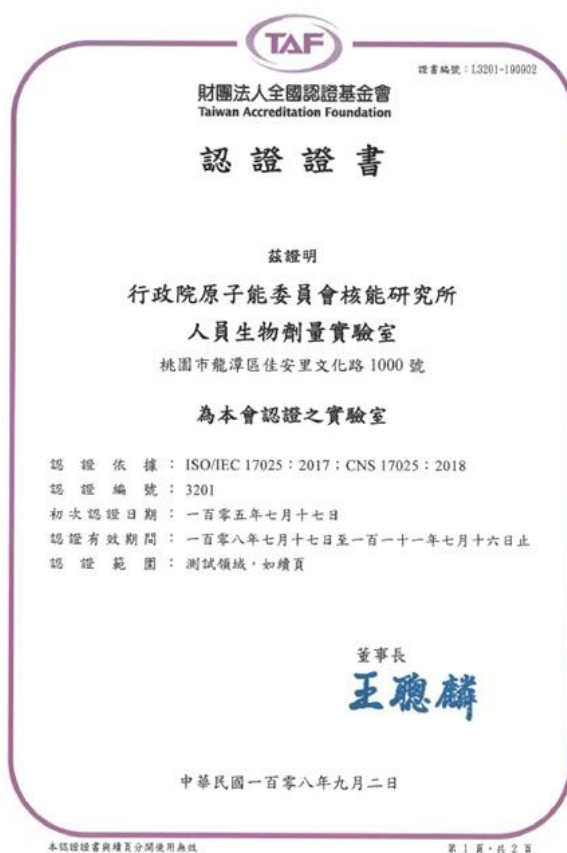 TAF
證書編號：L3201-190902
財團法人全國認證基金會
Taiwan Accreditation Foundation
認證證書
茲證明
行政院原子能委員會核能研究所
人員生物劑量實驗室
桃園市龍潭區佳安里文化路 1000 號
為本會認證之實驗室
認證依據：ISO/IEC 17025：2017；CNS 17025：2018
認證編號：3201
初次認證日期：一百零五年七月十七日
認證有效期間：一百零八年七月十七日至一百一十一年七月十六日止
認證範圍：測試領域，如續頁
董事長
王聰麟
中華民國一百零八年九月二日
本認證證書與續頁分開使用無效
第 1 頁，共 2 頁